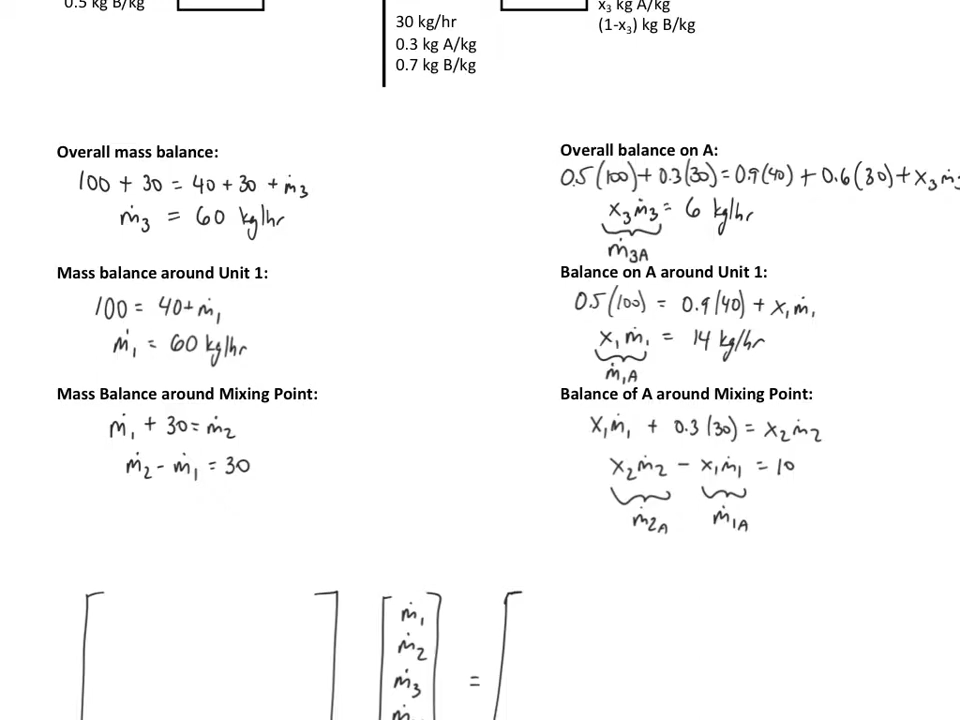 0.5 kg B/kg
30 kg/hr
0.3 kg A/kg
0.7 kg B/kg
x₃ kg A/kg
(1-x₃) kg B/kg
Overall mass balance:
100 + 30 = 40 + 30 + ṁ₃
ṁ₃ = 60 kg/hr
Overall balance on A:
0.5(100) + 0.3(30) = 0.9(40) + 0.6(30) + x₃ṁ₃
x₃ṁ₃ = 6 kg/hr
ṁ₃A
Mass balance around Unit 1:
100 = 40 + ṁ₁
ṁ₁ = 60 kg/hr
Balance on A around Unit 1:
0.5(100) = 0.9(40) + x₁ṁ₁
x₁ṁ₁ = 14 kg/hr
ṁ₁A
Mass Balance around Mixing Point:
ṁ₁ + 30 = ṁ₂
ṁ₂ - ṁ₁ = 30
Balance of A around Mixing Point:
x₁ṁ₁ + 0.3(30) = x₂ṁ₂
x₂ṁ₂ - x₁ṁ₁ = 10
ṁ₂A ṁ₁A
ṁ₁
ṁ₂
ṁ₃ =